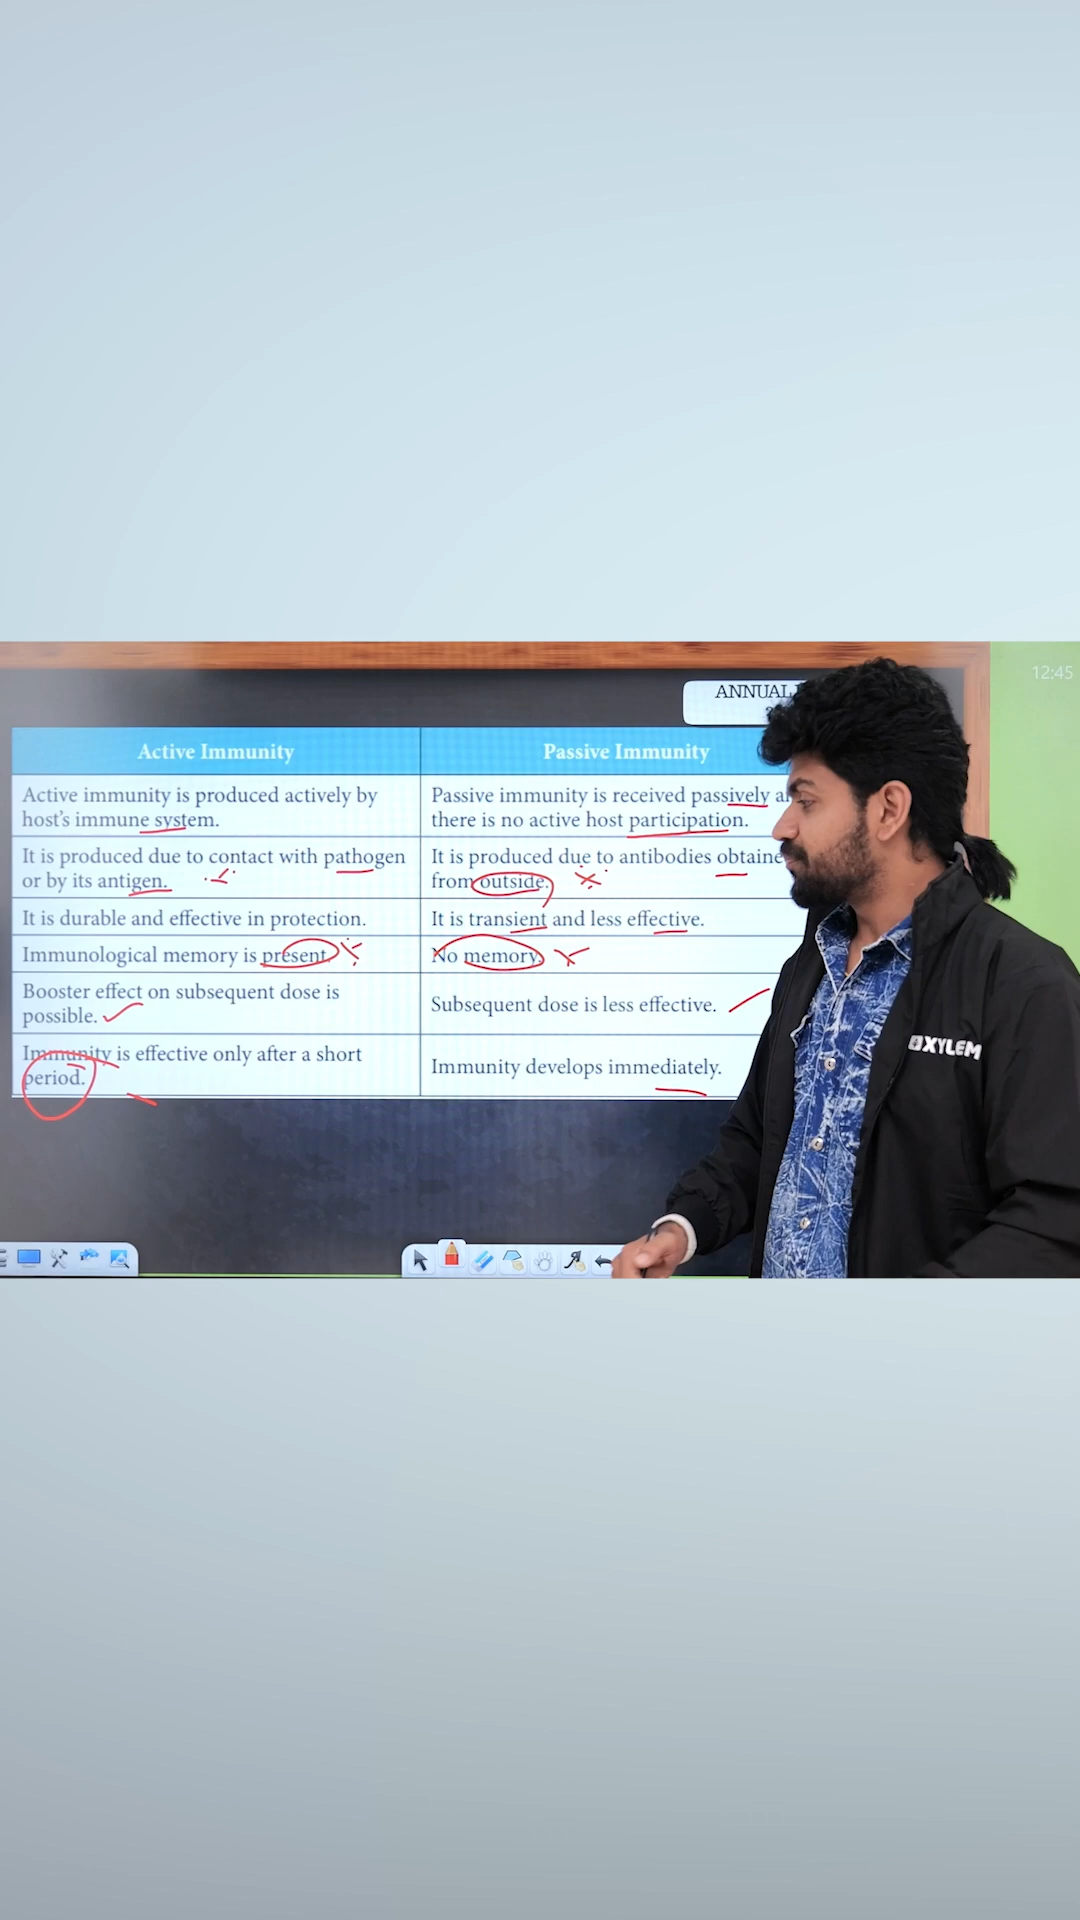 12:45
ANNUAL
Active Immunity
Passive Immunity
Active immunity is produced actively by
host's immune system.
Passive immunity is received passively
there is no active host participation.
It is produced due to contact with pathogen
or by its antigen.
It is produced due to antibodies
from outside.
It is durable and effective in protection.
It is transient and less effective.
Immunological memory is present.
No memory.
Booster effect on subsequent dose is
possible.
Subsequent dose is less effective.
Immunity is effective only after a short
period.
Immunity develops immediately.
XYLEM